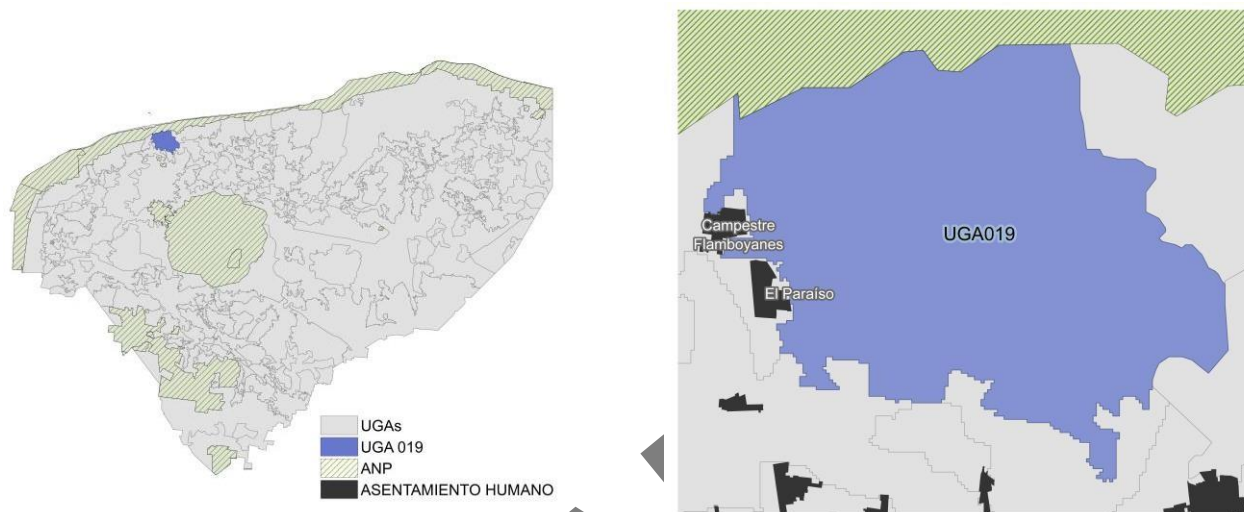 UGAs
UGA 019
ANP
ASENTAMIENTO HUMANO
Campestre
Flamboyanes
El Paraíso
UGA019